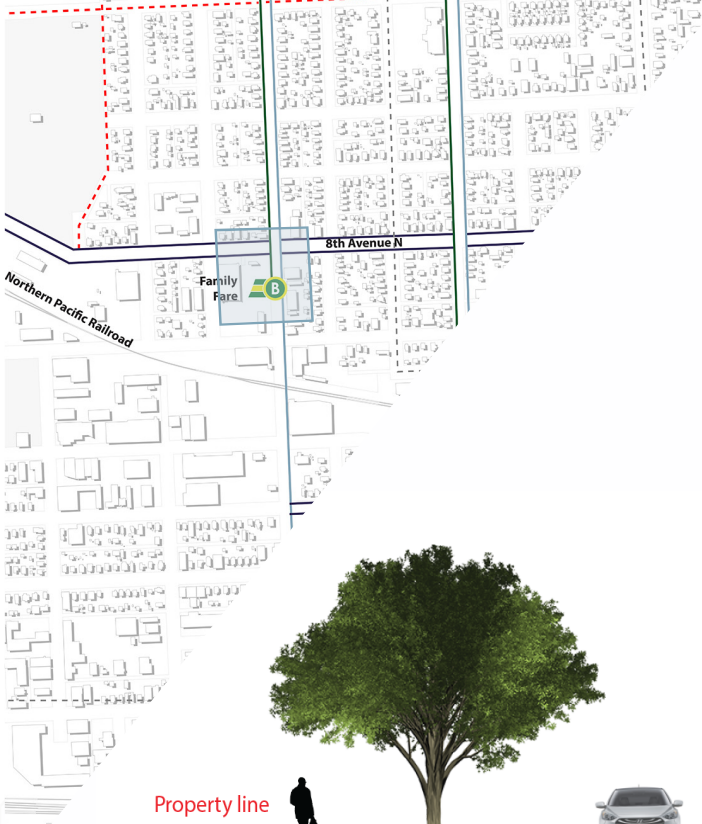 8th Avenue N
Family
Fare
B
Northern Pacific Railroad
Property line